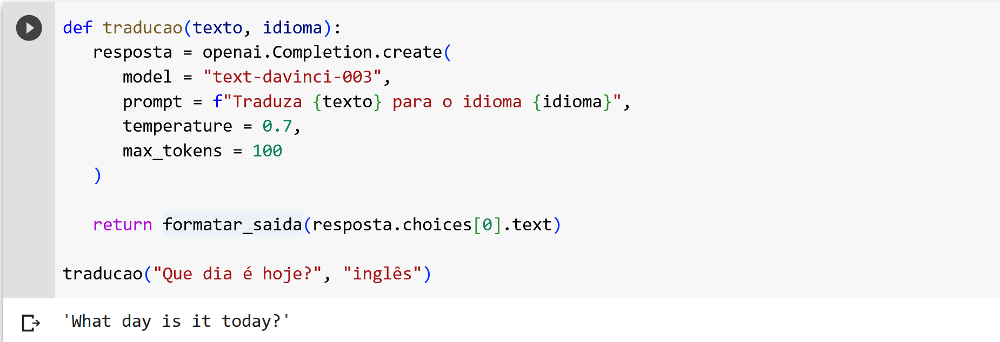 def traducao(texto, idioma):
   resposta = openai.Completion.create(
      model = "text-davinci-003",
      prompt = f"Traduza {texto} para o idioma {idioma}",
      temperature = 0.7,
      max_tokens = 100
   )
   return formatar_saida(resposta.choices[0].text)
traducao("Que dia é hoje?", "inglês")
'What day is it today?'